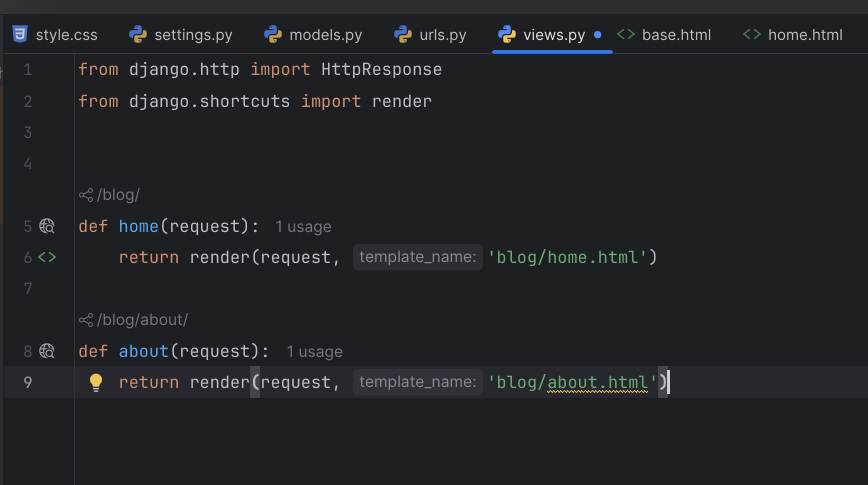 style.css settings.py models.py urls.py views.py base.html home.html
1 from django.http import HttpResponse
2 from django.shortcuts import render
3
4
/blog/
5 def home(request): 1 usage
6 return render(request, template_name: 'blog/home.html')
7
/blog/about/
8 def about(request): 1 usage
9 return render(request, template_name: 'blog/about.html')